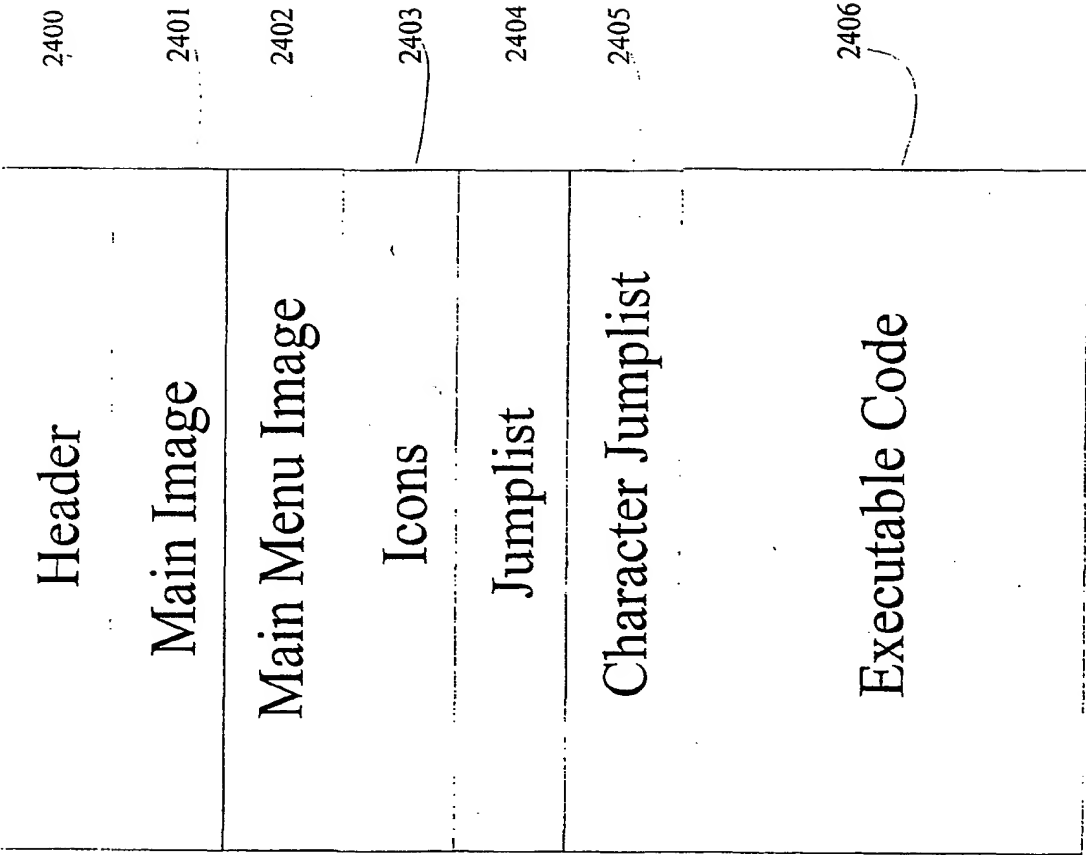 Header 2400
Main Image 2401
Main Menu Image 2402
Icons 2403
Jumplist 2404
Character Jumplist 2405
Executable Code 2406